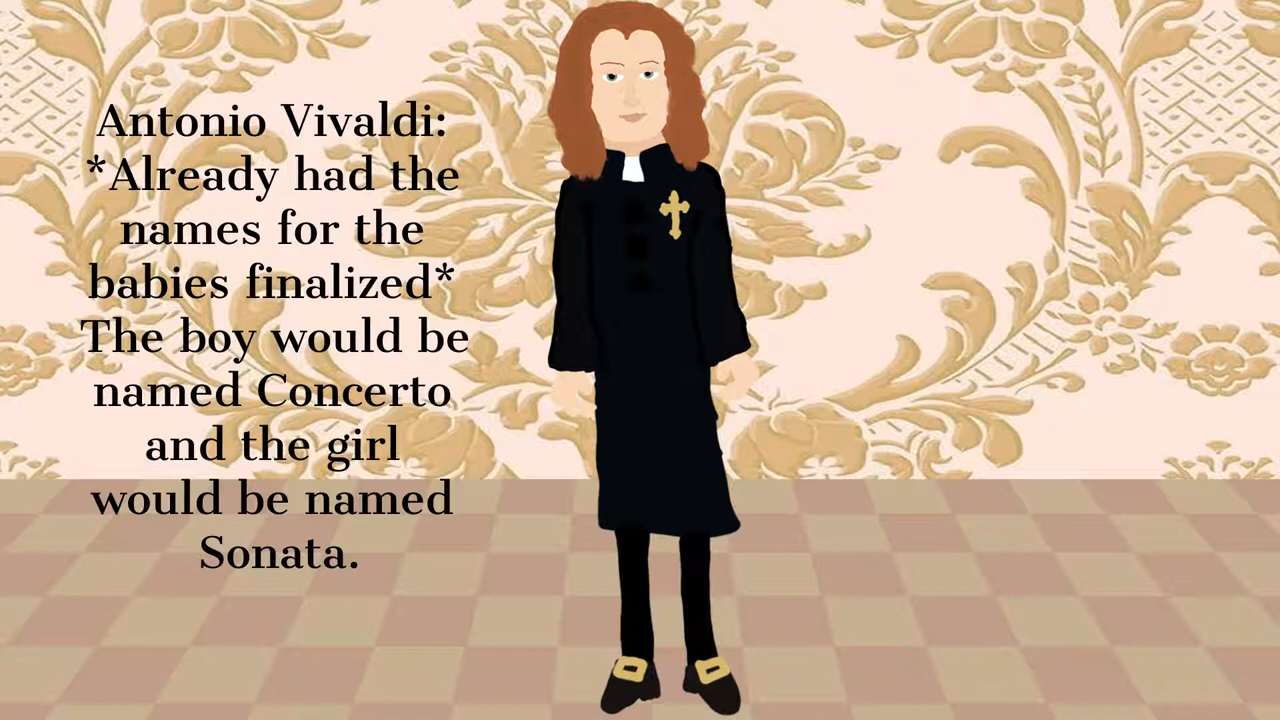 Antonio Vivaldi:
*Already had the
names for the
babies finalized*
The boy would be
named Concerto
and the girl
would be named
Sonata.